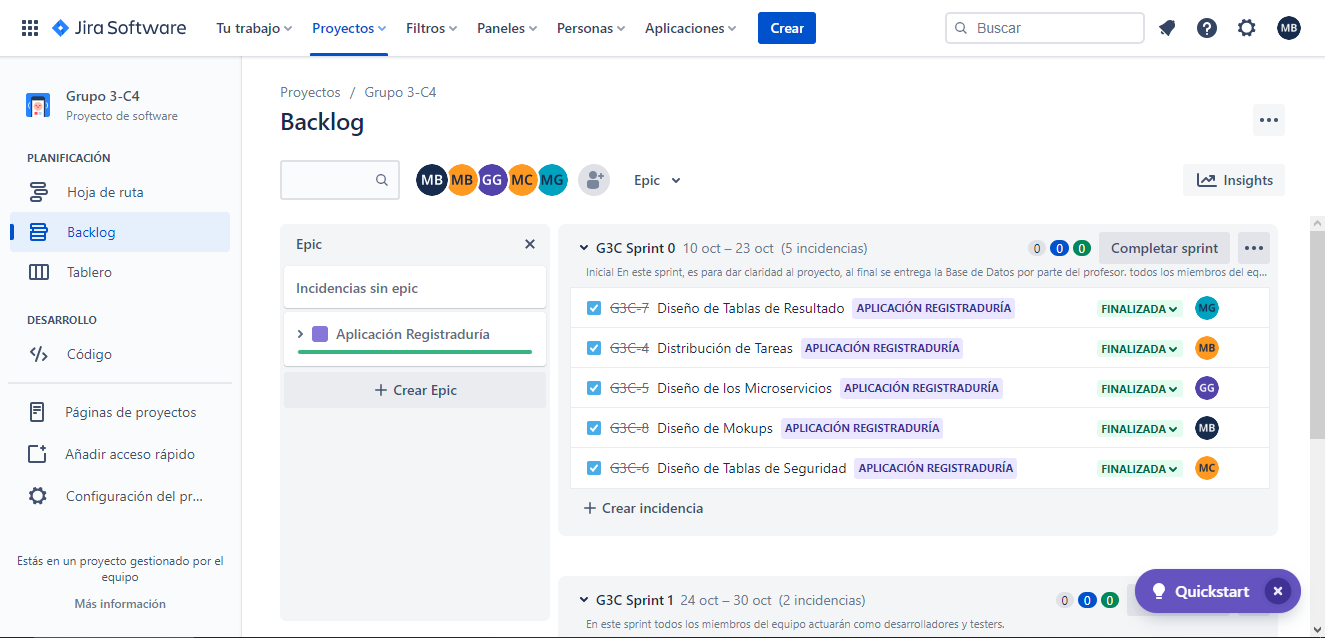 Jira Software Tu trabajo Proyectos Filtros Paneles Personas Aplicaciones Crear Buscar MB
Grupo 3-C4
Proyecto de software
PLANIFICACIÓN
Hoja de ruta
Backlog
Tablero
DESARROLLO
Código
Páginas de proyectos
Añadir acceso rápido
Configuración del pr...
Estás en un proyecto gestionado por el
equipo
Más información
Proyectos / Grupo 3-C4
Backlog
MB MB GG MC MG Epic Insights
Epic
Incidencias sin epic
Aplicación Registraduría
+ Crear Epic
G3C Sprint 0 10 oct – 23 oct (5 incidencias) 0 0 0 Completar sprint
Inicial En este sprint, es para dar claridad al proyecto, al final se entrega la Base de Datos por parte del profesor. todos los miembros del eq...
G3C-7 Diseño de Tablas de Resultado APLICACIÓN REGISTRADURÍA FINALIZADA MG
G3C-4 Distribución de Tareas APLICACIÓN REGISTRADURÍA FINALIZADA MB
G3C-5 Diseño de los Microservicios APLICACIÓN REGISTRADURÍA FINALIZADA GG
G3C-8 Diseño de Mokups APLICACIÓN REGISTRADURÍA FINALIZADA MB
G3C-6 Diseño de Tablas de Seguridad APLICACIÓN REGISTRADURÍA FINALIZADA MC
+ Crear incidencia
G3C Sprint 1 24 oct – 30 oct (2 incidencias) 0 0 0
En este sprint todos los miembros del equipo actuarán como desarrolladores y testers.
Quickstart